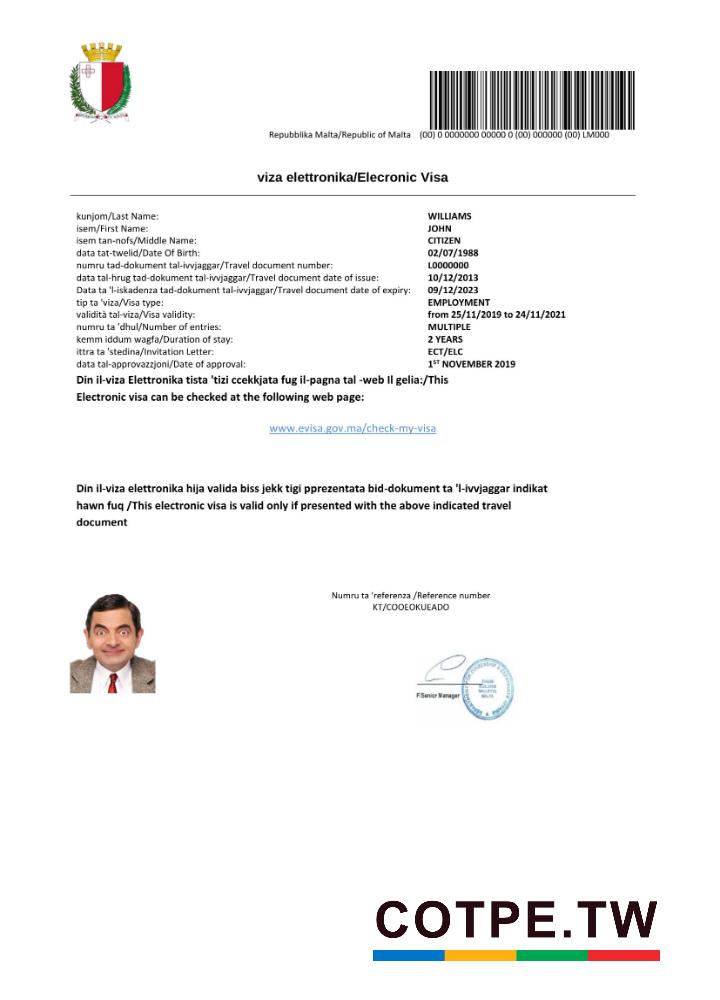 Repubblika Malta/Republic of Malta (00) 0 0000000 00000 0 (00) 000000 (00) LM000
viza elettronika/Elecronic Visa
kunjom/Last Name: WILLIAMS
isem/First Name: JOHN
isem tan-nofs/Middle Name: CITIZEN
data tat-twelid/Date Of Birth: 02/07/1988
numru tad-dokument tal-ivvjaggar/Travel document number: L0000000
data tal-hrug tad-dokument tal-ivvjaggar/Travel document date of issue: 10/12/2013
Data ta 'l-iskadenza tad-dokument tal-ivvjaggar/Travel document date of expiry: 09/12/2023
tip ta 'viza/Visa type: EMPLOYMENT
validità tal-viza/Visa validity: from 25/11/2019 to 24/11/2021
numru ta 'dhul/Number of entries: MULTIPLE
kemm iddum wagfa/Duration of stay: 2 YEARS
ittra ta 'stedina/Invitation Letter: ECT/ELC
data tal-approvazzjoni/Date of approval: 1ST NOVEMBER 2019
Din il-viza Elettronika tista 'tizi ccekkjata fug il-pagna tal -web Il gelia:/This
Electronic visa can be checked at the following web page:
www.evisa.gov.ma/check-my-visa
Din il-viza elettronika hija valida biss jekk tigi pprezentata bid-dokument ta 'l-ivvjaggar indikat
hawn fuq /This electronic visa is valid only if presented with the above indicated travel
document
Numru ta 'referenza /Reference number
KT/COOEOKUEADO
F/Senior Manager
COTPE.TW